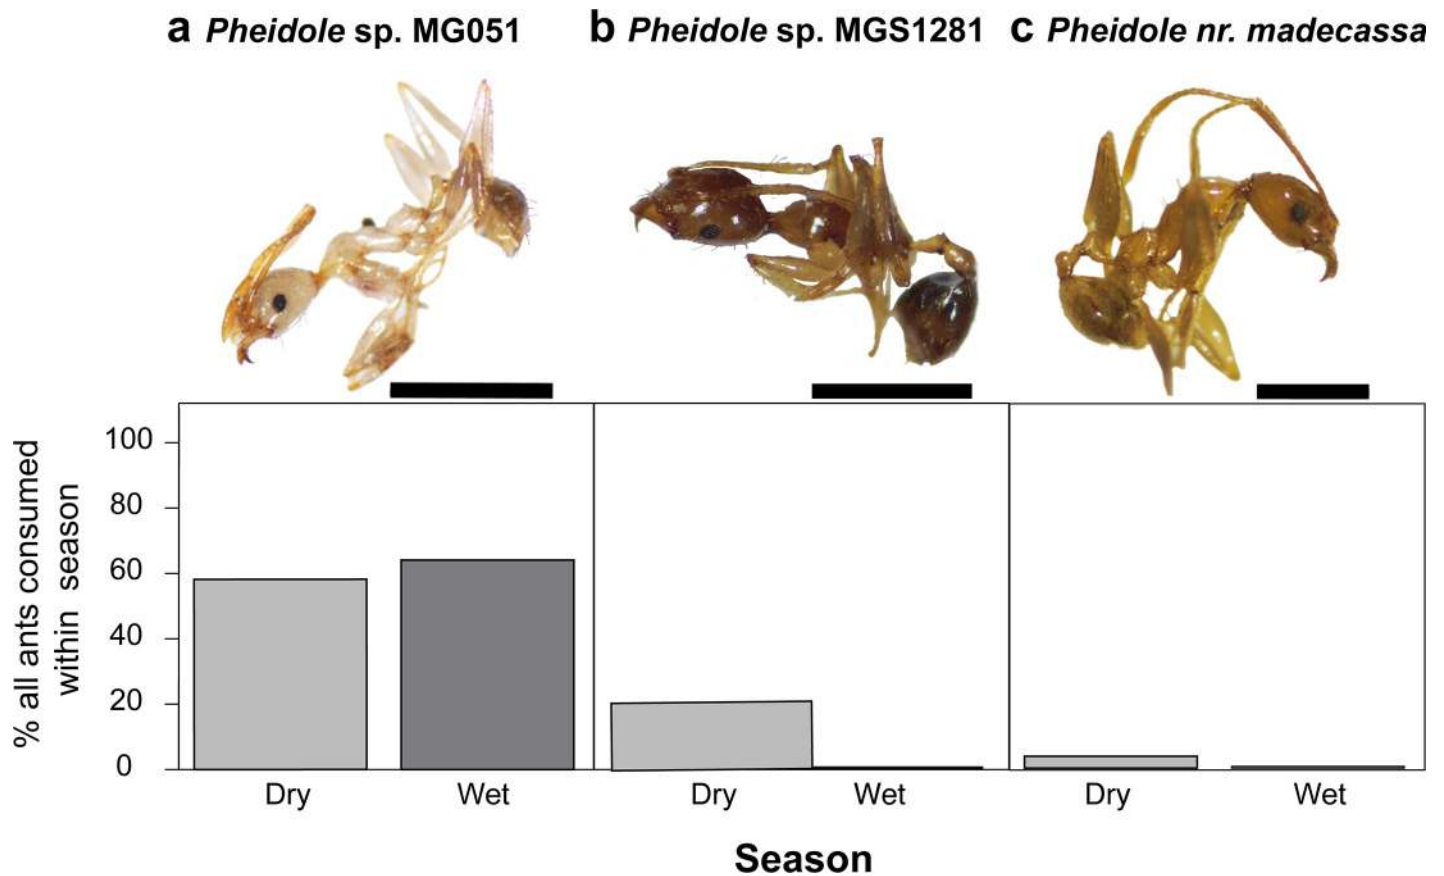 a Pheidole sp. MG051
b Pheidole sp. MGS1281
c Pheidole nr. madecassa
% all ants consumed
within season
100
80
60
40
20
0
Dry
Wet
Dry
Wet
Dry
Wet
Season